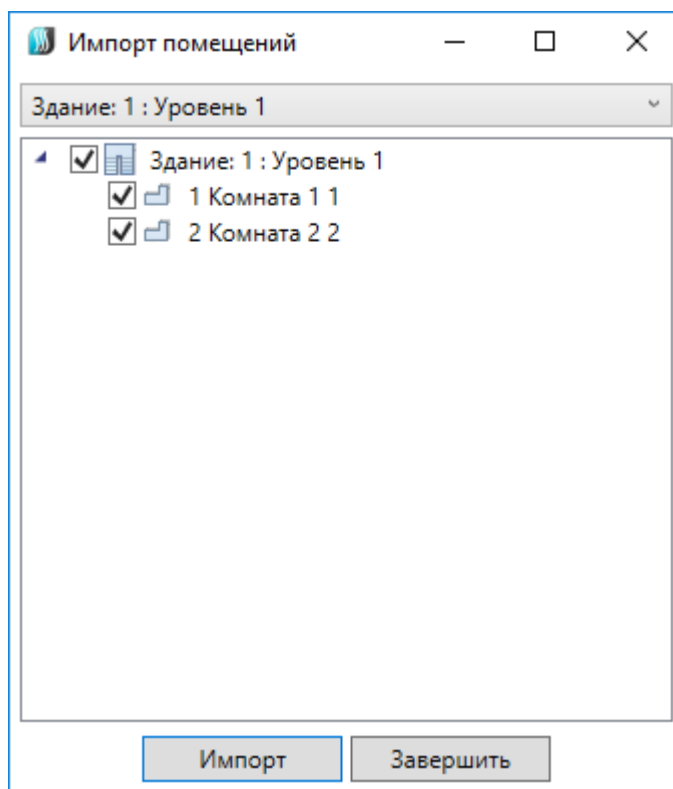 Импорт помещений
Здание: 1 : Уровень 1
Здание: 1 : Уровень 1
1 Комната 1 1
2 Комната 2 2
Импорт Завершить